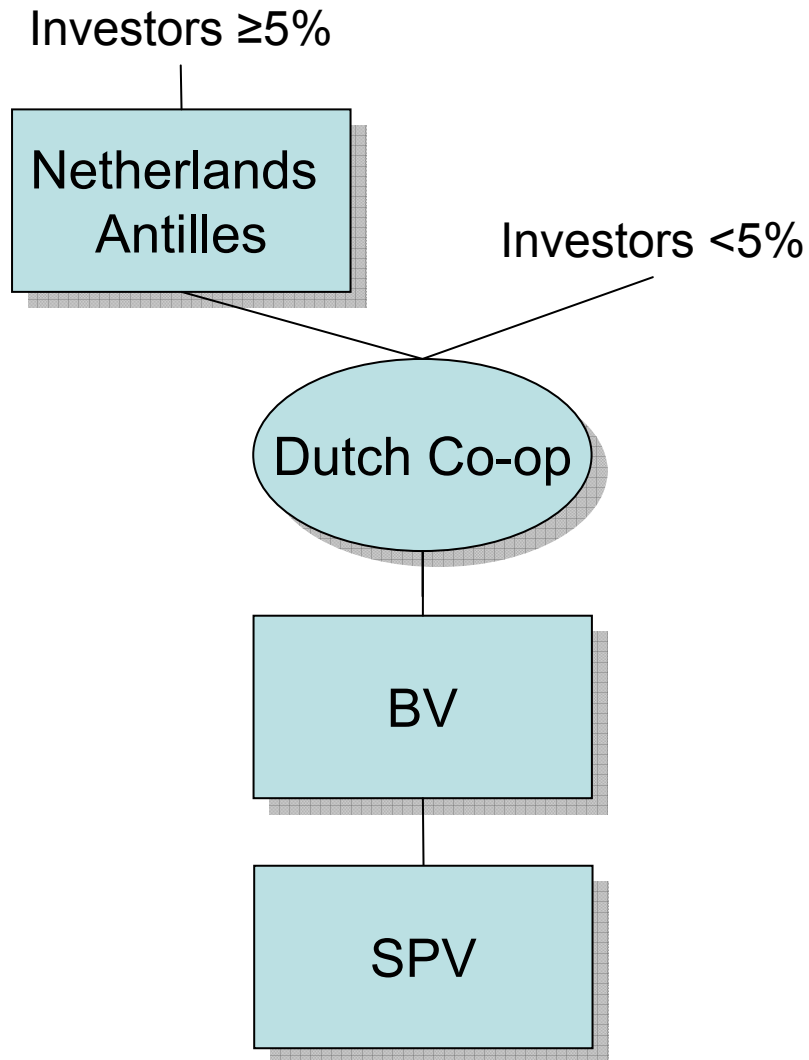 Investors ≥5%
Netherlands
Antilles
Investors <5%
Dutch Co-op
BV
SPV